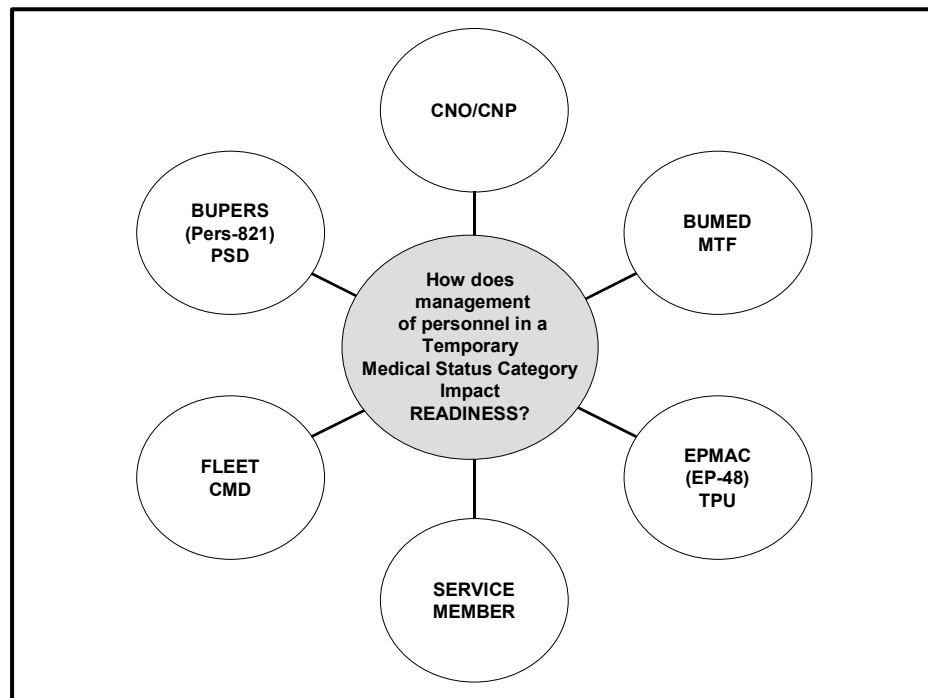 CNO/CNP
BUPERS
(Pers-821)
PSD
BUMED
MTF
How does
management
of personnel in a
Temporary
Medical Status Category
Impact
READINESS?
FLEET
CMD
EPMAC
(EP-48)
TPU
SERVICE
MEMBER